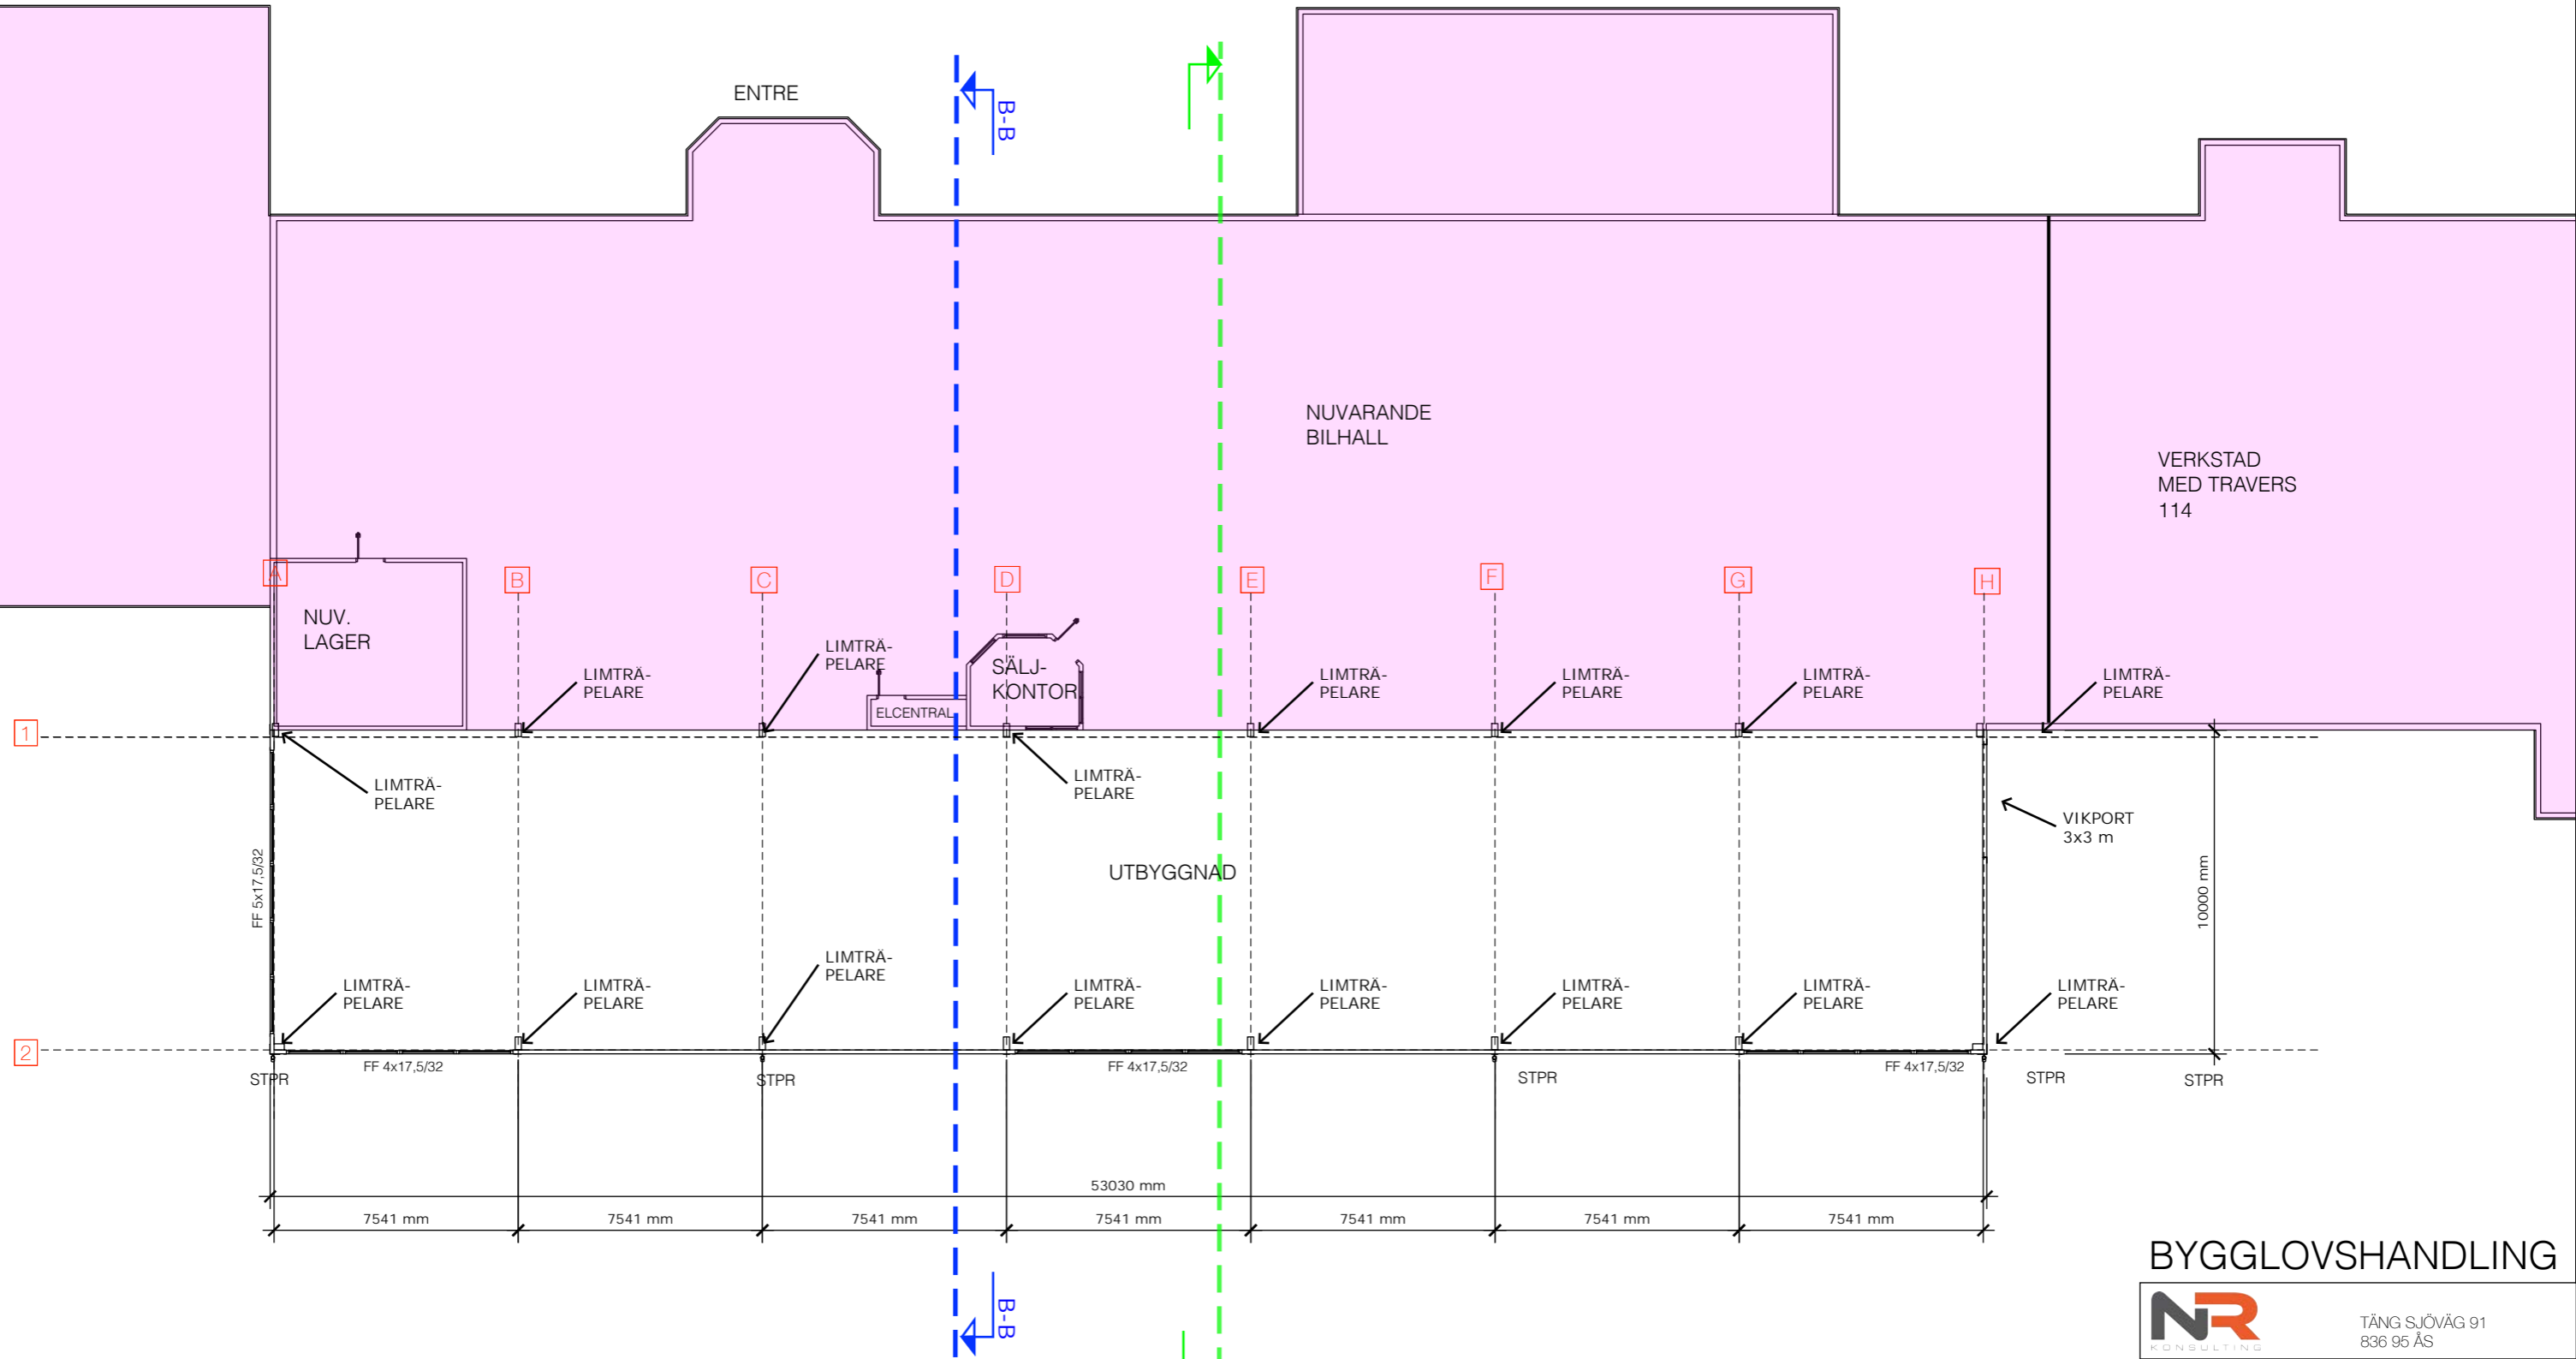 ENTRE
B-B
NUVARANDE
BILHALL
VERKSTAD
MED TRAVERS
114
A
B
C
D
E
F
G
H
NUV.
LAGER
LIMTRÄ-
PELARE
LIMTRÄ-
PELARE
ELCENTRAL
SÄLJ-
KONTOR
LIMTRÄ-
PELARE
LIMTRÄ-
PELARE
LIMTRÄ-
PELARE
LIMTRÄ-
PELARE
1
LIMTRÄ-
PELARE
LIMTRÄ-
PELARE
VIKPORT
3x3 m
FF 5x17,5/32
UTBYGGNAD
10000 mm
LIMTRÄ-
PELARE
LIMTRÄ-
PELARE
LIMTRÄ-
PELARE
LIMTRÄ-
PELARE
LIMTRÄ-
PELARE
LIMTRÄ-
PELARE
LIMTRÄ-
PELARE
LIMTRÄ-
PELARE
2
FF 4x17,5/32
FF 4x17,5/32
FF 4x17,5/32
STPR
STPR
STPR
STPR
STPR
53030 mm
7541 mm
7541 mm
7541 mm
7541 mm
7541 mm
7541 mm
7541 mm
B-B
BYGGLOVSHANDLING
NR
KONSULTING
TÄNG SJÖVÄG 91
836 95 ÅS